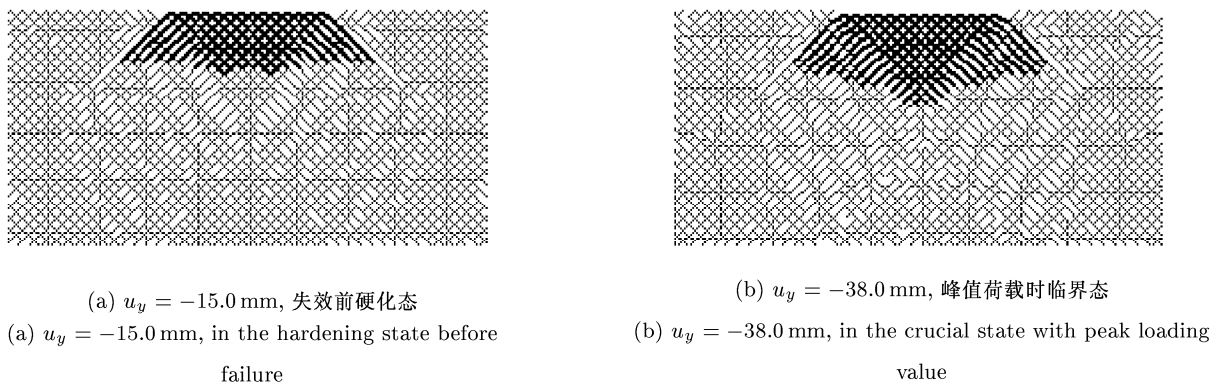 (a) u_y = −15.0 mm, 失效前硬化态
(a) u_y = −15.0 mm, in the hardening state before
failure
(b) u_y = −38.0 mm, 峰值荷载时临界态
(b) u_y = −38.0 mm, in the crucial state with peak loading
value